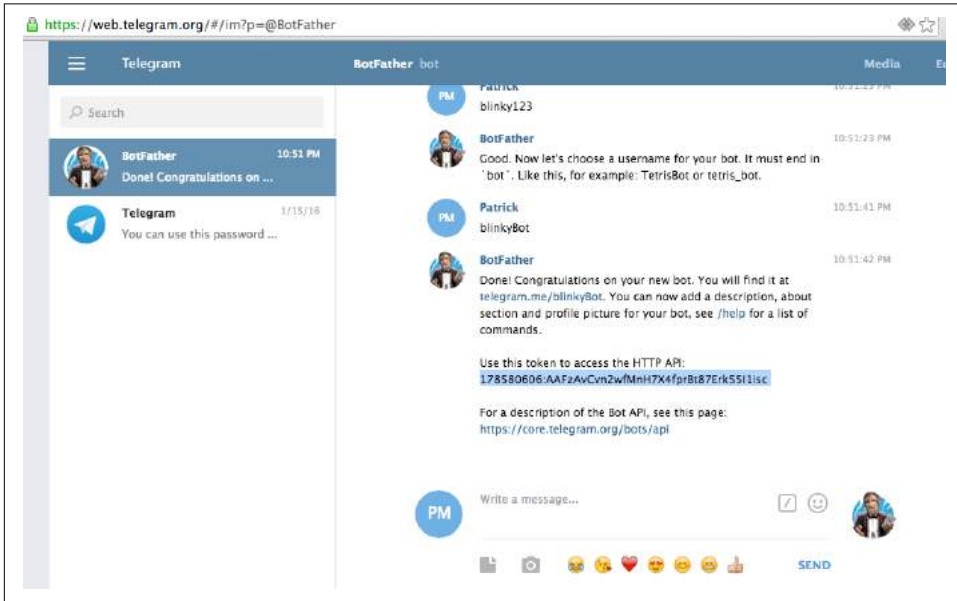 https://web.telegram.org/#/im?p=@BotFather
Telegram
BotFather bot
Media
Search
BotFather
10:51 PM
Done! Congratulations on ...
Telegram
1/15/16
You can use this password ...
PM
Patrick
10:51:23 PM
blinky123
BotFather
10:51:23 PM
Good. Now let's choose a username for your bot. It must end in
`bot`. Like this, for example: TetrisBot or tetris_bot.
PM
Patrick
10:51:41 PM
blinkyBot
BotFather
10:51:42 PM
Done! Congratulations on your new bot. You will find it at
telegram.me/blinkyBot. You can now add a description, about
section and profile picture for your bot, see /help for a list of
commands.
Use this token to access the HTTP API:
For a description of the Bot API, see this page:
https://core.telegram.org/bots/api
PM
Write a message...
SEND